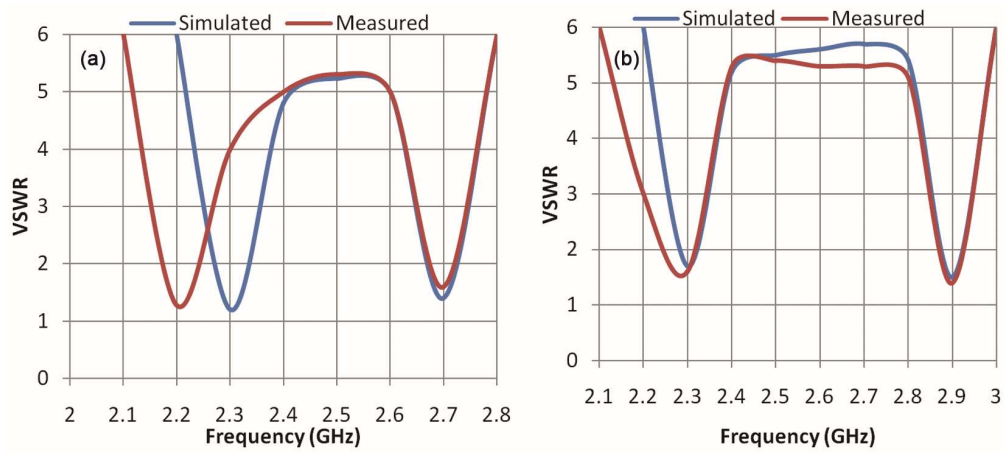 Simulated Measured
(a)
6
5
4
3
2
1
0
VSWR
2 2.1 2.2 2.3 2.4 2.5 2.6 2.7 2.8
Frequency (GHz)
Simulated Measured
(b)
6
5
4
3
2
1
0
VSWR
2.1 2.2 2.3 2.4 2.5 2.6 2.7 2.8 2.9 3
Frequency (GHz)